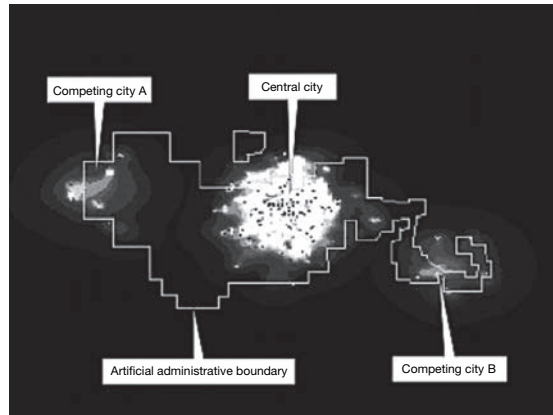 Competing city A
Central city
Artificial administrative boundary
Competing city B